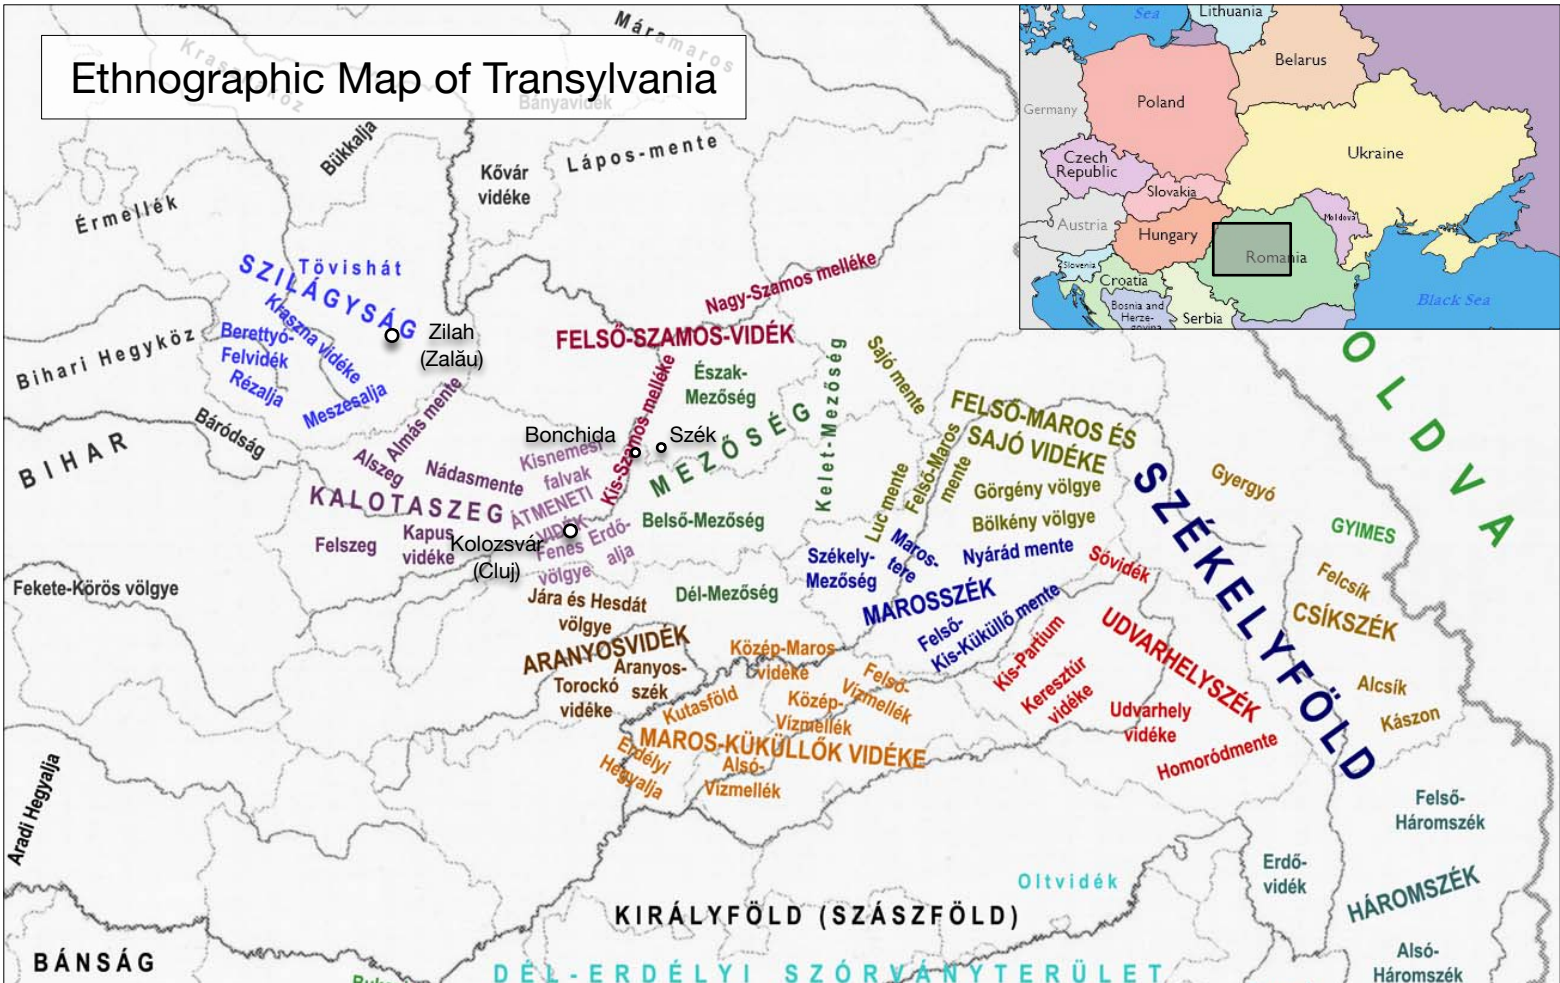 Ethnographic Map of Transylvania
Krasznaköz
Máramaros
Bányavidék
Bükkalja
Kővár
vidéke
Lápos-mente
Érmellék
Sea
Lithuania
Belarus
Germany
Poland
Ukraine
Czech
Republic
Slovakia
Austria
Hungary
Moldova
Romania
Slovenia
Croatia
Bosnia and
Herze-
govina
Serbia
Black Sea
Tövishát
SZILÁGYSÁG
Kraszna vidéke
Berettyó-
Felvidék
Rézalja
Meszesalja
Zilah
(Zalău)
Bihari Hegyköz
Báródság
BIHAR
Nagy-Szamos melléke
FELSŐ-SZAMOS-VIDÉK
Kis-Szamos melléke
Észak-
Mezőség
MEZŐSÉG
Kelet-Mezőség
Belső-Mezőség
Dél-Mezőség
Sajó mente
FELSŐ-MAROS ÉS
SAJÓ VIDÉKE
Felső-Maros
mente
Luc mente
Görgény völgye
Bölkény völgye
Almás mente
Alszeg
Nádasmente
KALOTASZEG
Felszeg
Kapus
vidéke
Bonchida
Szék
Kisnemesi
falvak
ÁTMENETI
VIDÉK
Kolozsvár
(Cluj)
Fenes
völgye
Erdő-
alja
Fekete-Körös völgye
Jára és Hesdát
völgye
ARANYOSVIDÉK
Aranyos-
szék
Torockó
vidéke
Székely-
Mezőség
Maros-
tere
Nyárád mente
MAROSSZÉK
Felső-
Kis-Küküllő mente
Sóvidék
SZÉKELYFÖLD
Gyergyó
GYIMES
OLDVA
Felcsík
CSÍKSZÉK
Alcsík
Kászon
UDVARHELYSZÉK
Kis-Partium
Keresztúr
vidéke
Udvarhely
vidéke
Homoródmente
Közép-Maros
vidéke
Kutasföld
Közép-
Vízmellék
Felső-
Vízmellék
MAROS-KÜKÜLLŐK VIDÉKE
Erdélyi
Hegyalja
Alsó-
Vízmellék
Aradi Hegyalja
Felső-
Háromszék
Erdő-
vidék
HÁROMSZÉK
Alsó-
Háromszék
Oltvidék
KIRÁLYFÖLD (SZÁSZFÖLD)
BÁNSÁG
DÉL-ERDÉLYI SZÓRVÁNYTERÜLET